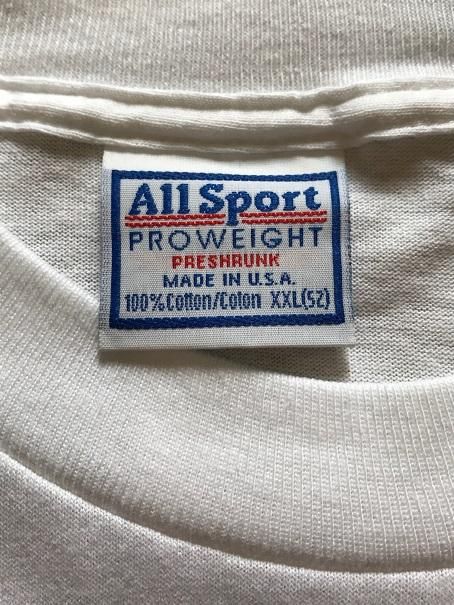 All Sport
PROWEIGHT
PRESHRUNK
MADE IN U.S.A.
100%Cotton/Coton XXL(52)